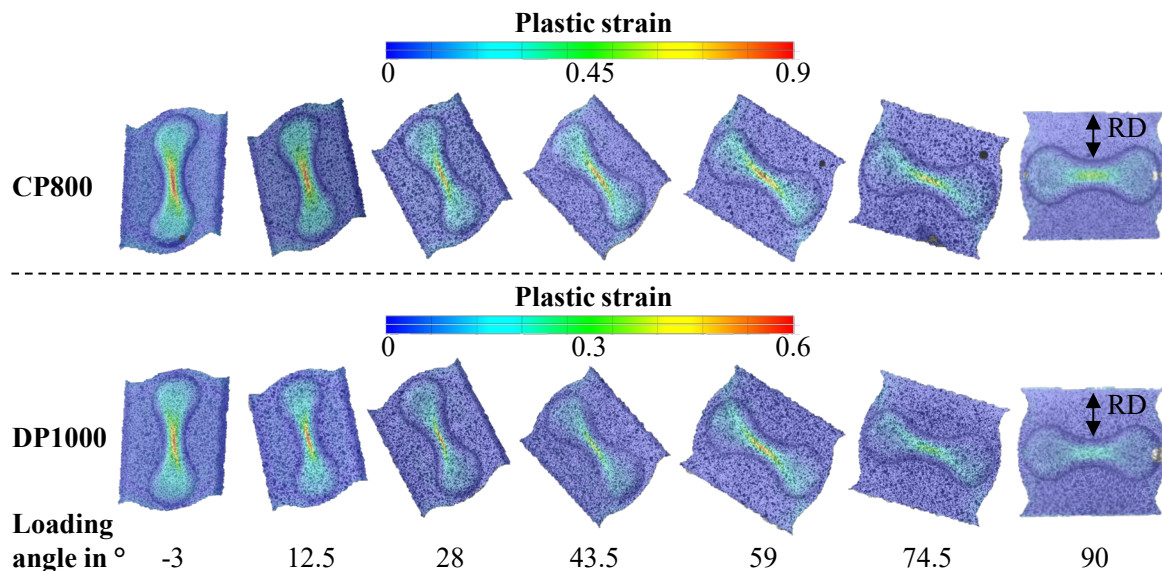 Plastic strain
0 0.45 0.9
RD
CP800
Plastic strain
0 0.3 0.6
RD
DP1000
Loading
angle in ° -3 12.5 28 43.5 59 74.5 90